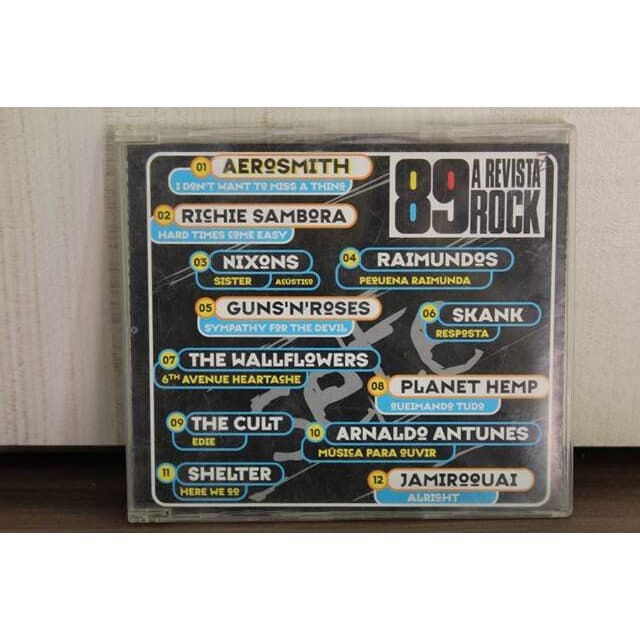 89 A REVISTA
ROCK
01 AEROSMITH
I DON'T WANT TO MISS A THING
02 RICHIE SAMBORA
HARD TIMES COME EASY
03 NIXONS
SISTER ACÚSTICO
04 RAIMUNDOS
PEQUENA RAIMUNDA
05 GUNS'N'ROSES
SYMPATHY FOR THE DEVIL
06 SKANK
RESPOSTA
07 THE WALLFLOWERS
6TH AVENUE HEARTACHE
08 PLANET HEMP
QUEIMANDO TUDO
09 THE CULT
EDIE
10 ARNALDO ANTUNES
MÚSICA PARA OUVIR
11 SHELTER
HERE WE GO
12 JAMIROQUAI
ALRIGHT